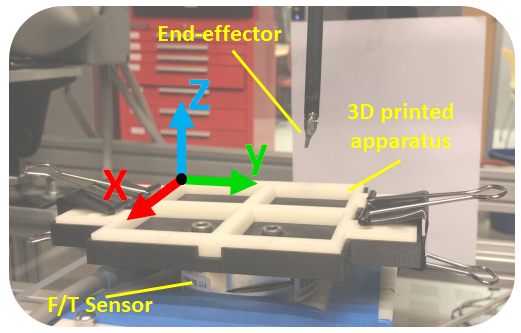 End-effector
3D printed
apparatus
Z
y
X
F/T Sensor